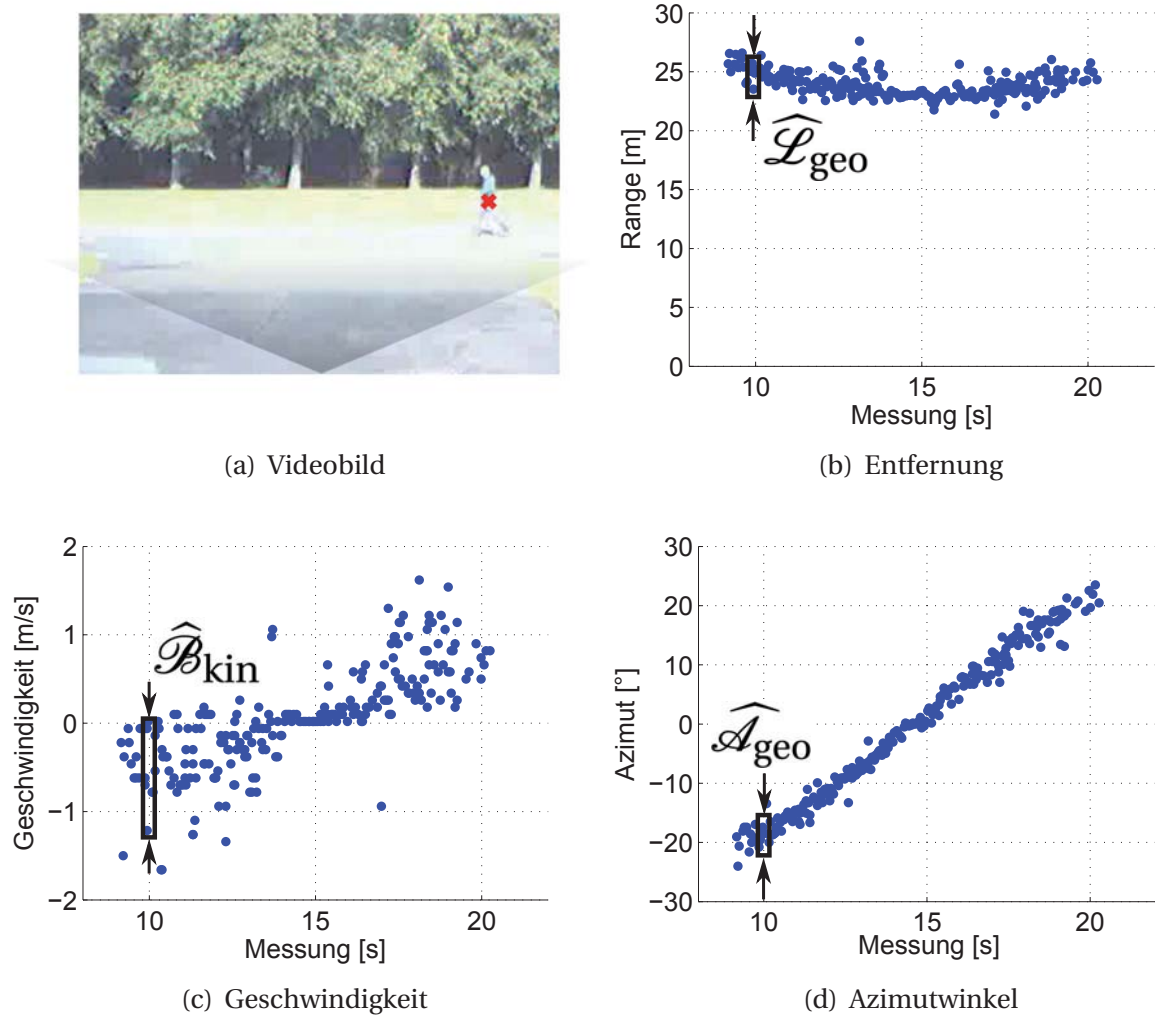 (a) Videobild
30
25
20
15
10
5
0
Range [m]
10 15 20
Messung [s]
ℒ̂geo
(b) Entfernung
2
1
0
−1
−2
Geschwindigkeit [m/s]
10 15 20
Messung [s]
ℬ̂kin
(c) Geschwindigkeit
30
20
10
0
−10
−20
−30
Azimut [°]
10 15 20
Messung [s]
𝒜̂geo
(d) Azimutwinkel